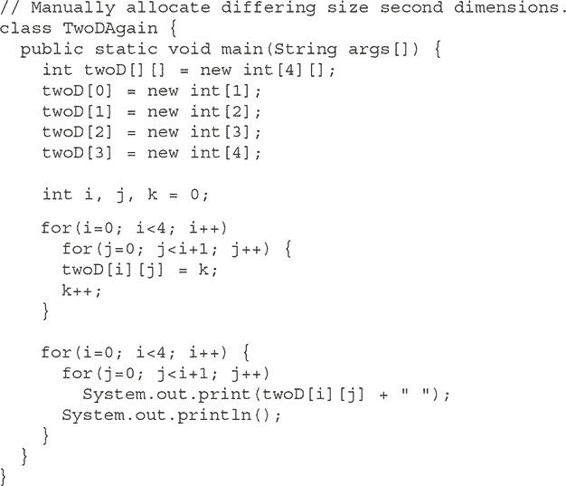 // Manually allocate differing size second dimensions.
class TwoDAgain {
  public static void main(String args[]) {
    int twoD[][] = new int[4][];
    twoD[0] = new int[1];
    twoD[1] = new int[2];
    twoD[2] = new int[3];
    twoD[3] = new int[4];

    int i, j, k = 0;

    for(i=0; i<4; i++)
      for(j=0; j<i+1; j++) {
      twoD[i][j] = k;
      k++;
    }

    for(i=0; i<4; i++) {
      for(j=0; j<i+1; j++)
        System.out.print(twoD[i][j] + " ");
      System.out.println();
    }
  }
}